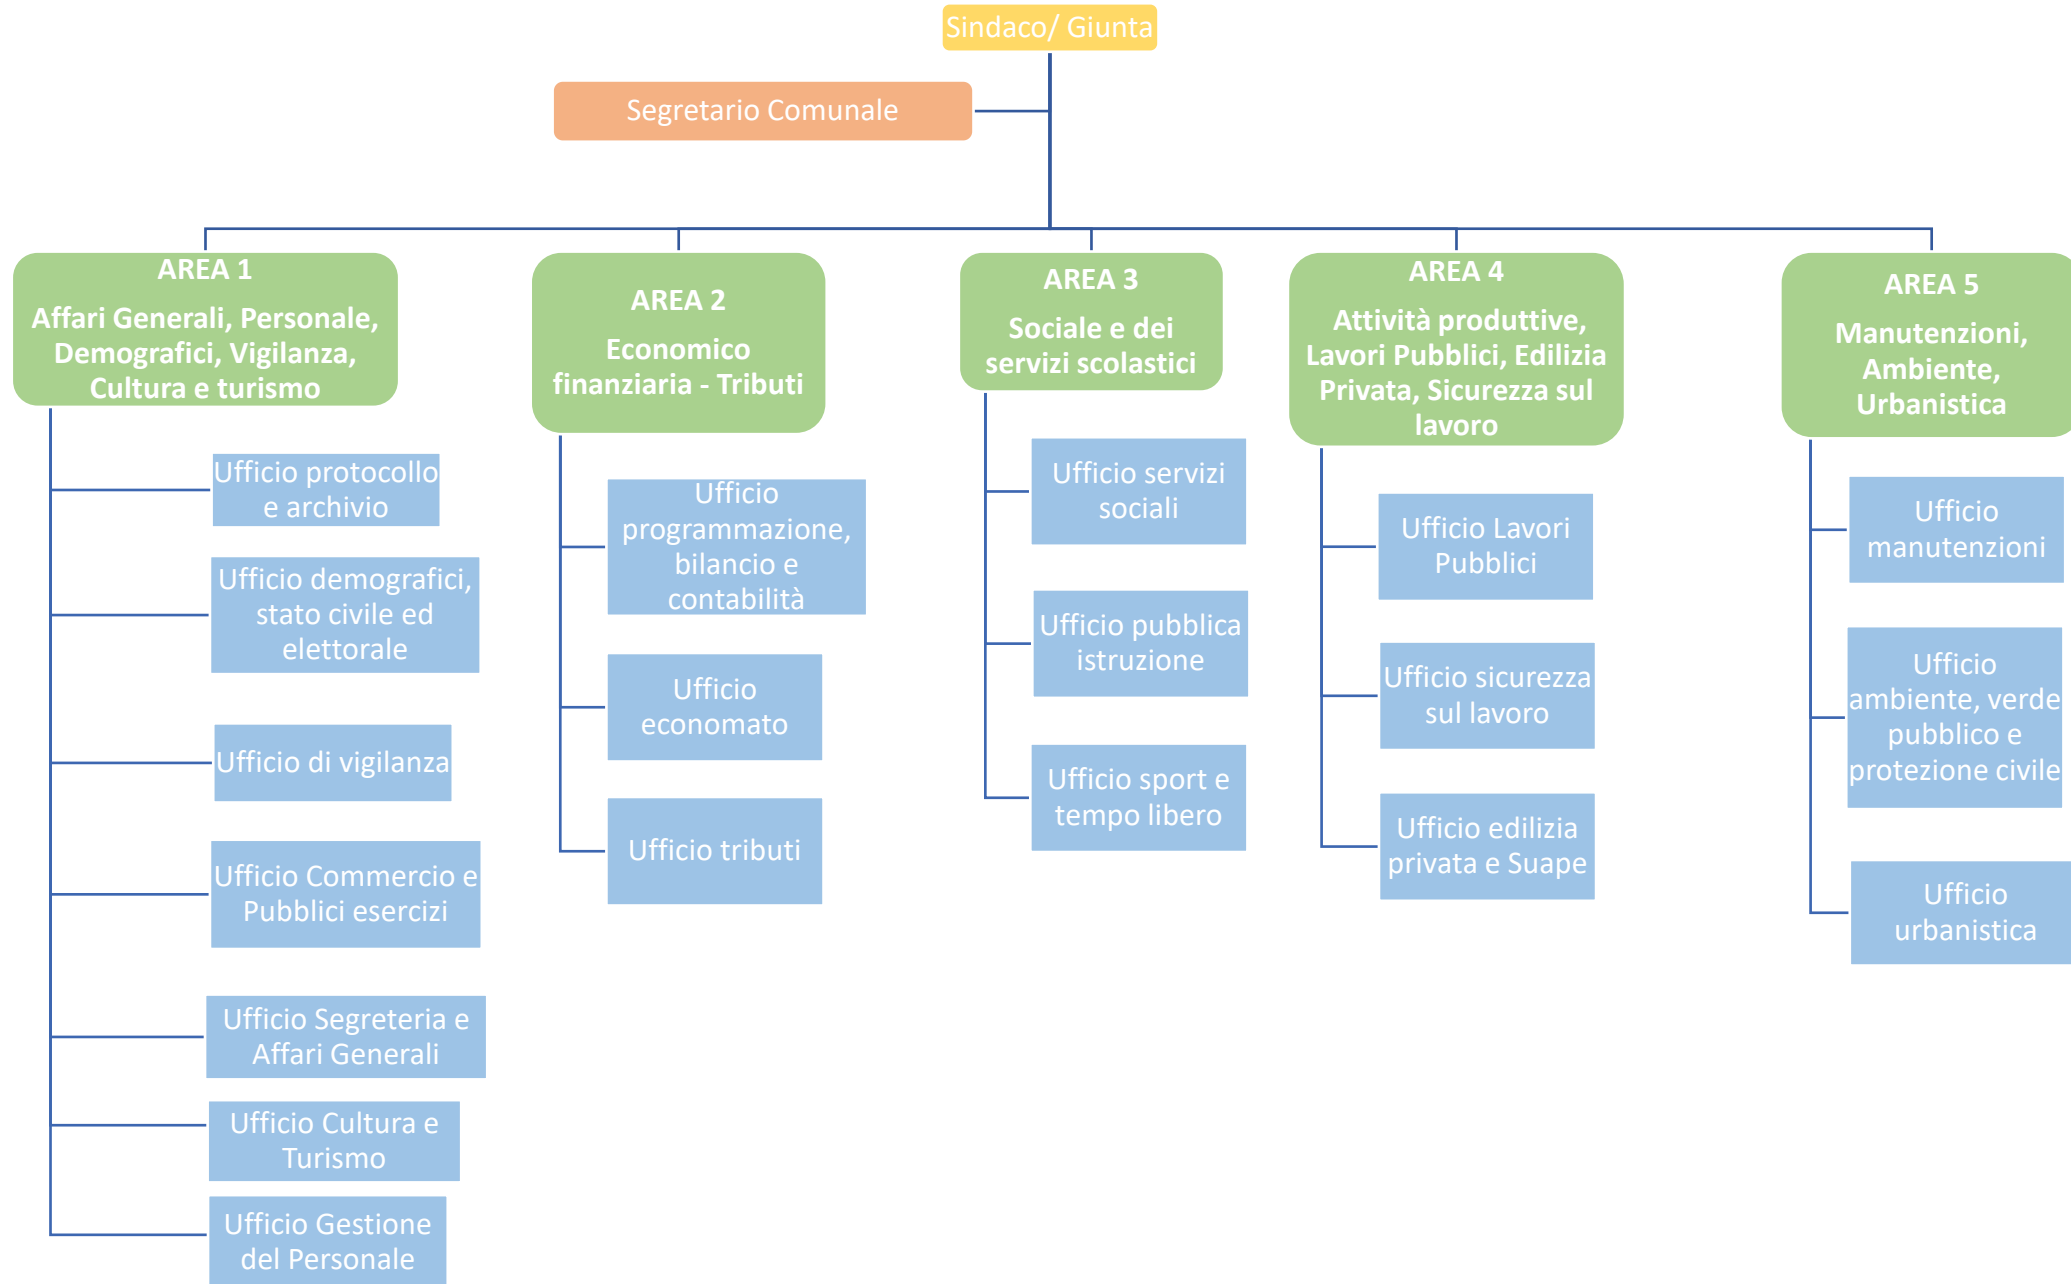 Sindaco/ Giunta
Segretario Comunale
AREA 1
Affari Generali, Personale,
Demografici, Vigilanza,
Cultura e turismo
Ufficio protocollo
e archivio
Ufficio demografici,
stato civile ed
elettorale
Ufficio di vigilanza
Ufficio Commercio e
Pubblici esercizi
Ufficio Segreteria e
Affari Generali
Ufficio Cultura e
Turismo
Ufficio Gestione
del Personale
AREA 2
Economico
finanziaria - Tributi
Ufficio
programmazione,
bilancio e
contabilità
Ufficio
economato
Ufficio tributi
AREA 3
Sociale e dei
servizi scolastici
Ufficio servizi
sociali
Ufficio pubblica
istruzione
Ufficio sport e
tempo libero
AREA 4
Attività produttive,
Lavori Pubblici, Edilizia
Privata, Sicurezza sul
lavoro
Ufficio Lavori
Pubblici
Ufficio sicurezza
sul lavoro
Ufficio edilizia
privata e Suape
AREA 5
Manutenzioni,
Ambiente,
Urbanistica
Ufficio
manutenzioni
Ufficio
ambiente, verde
pubblico e
protezione civile
Ufficio
urbanistica